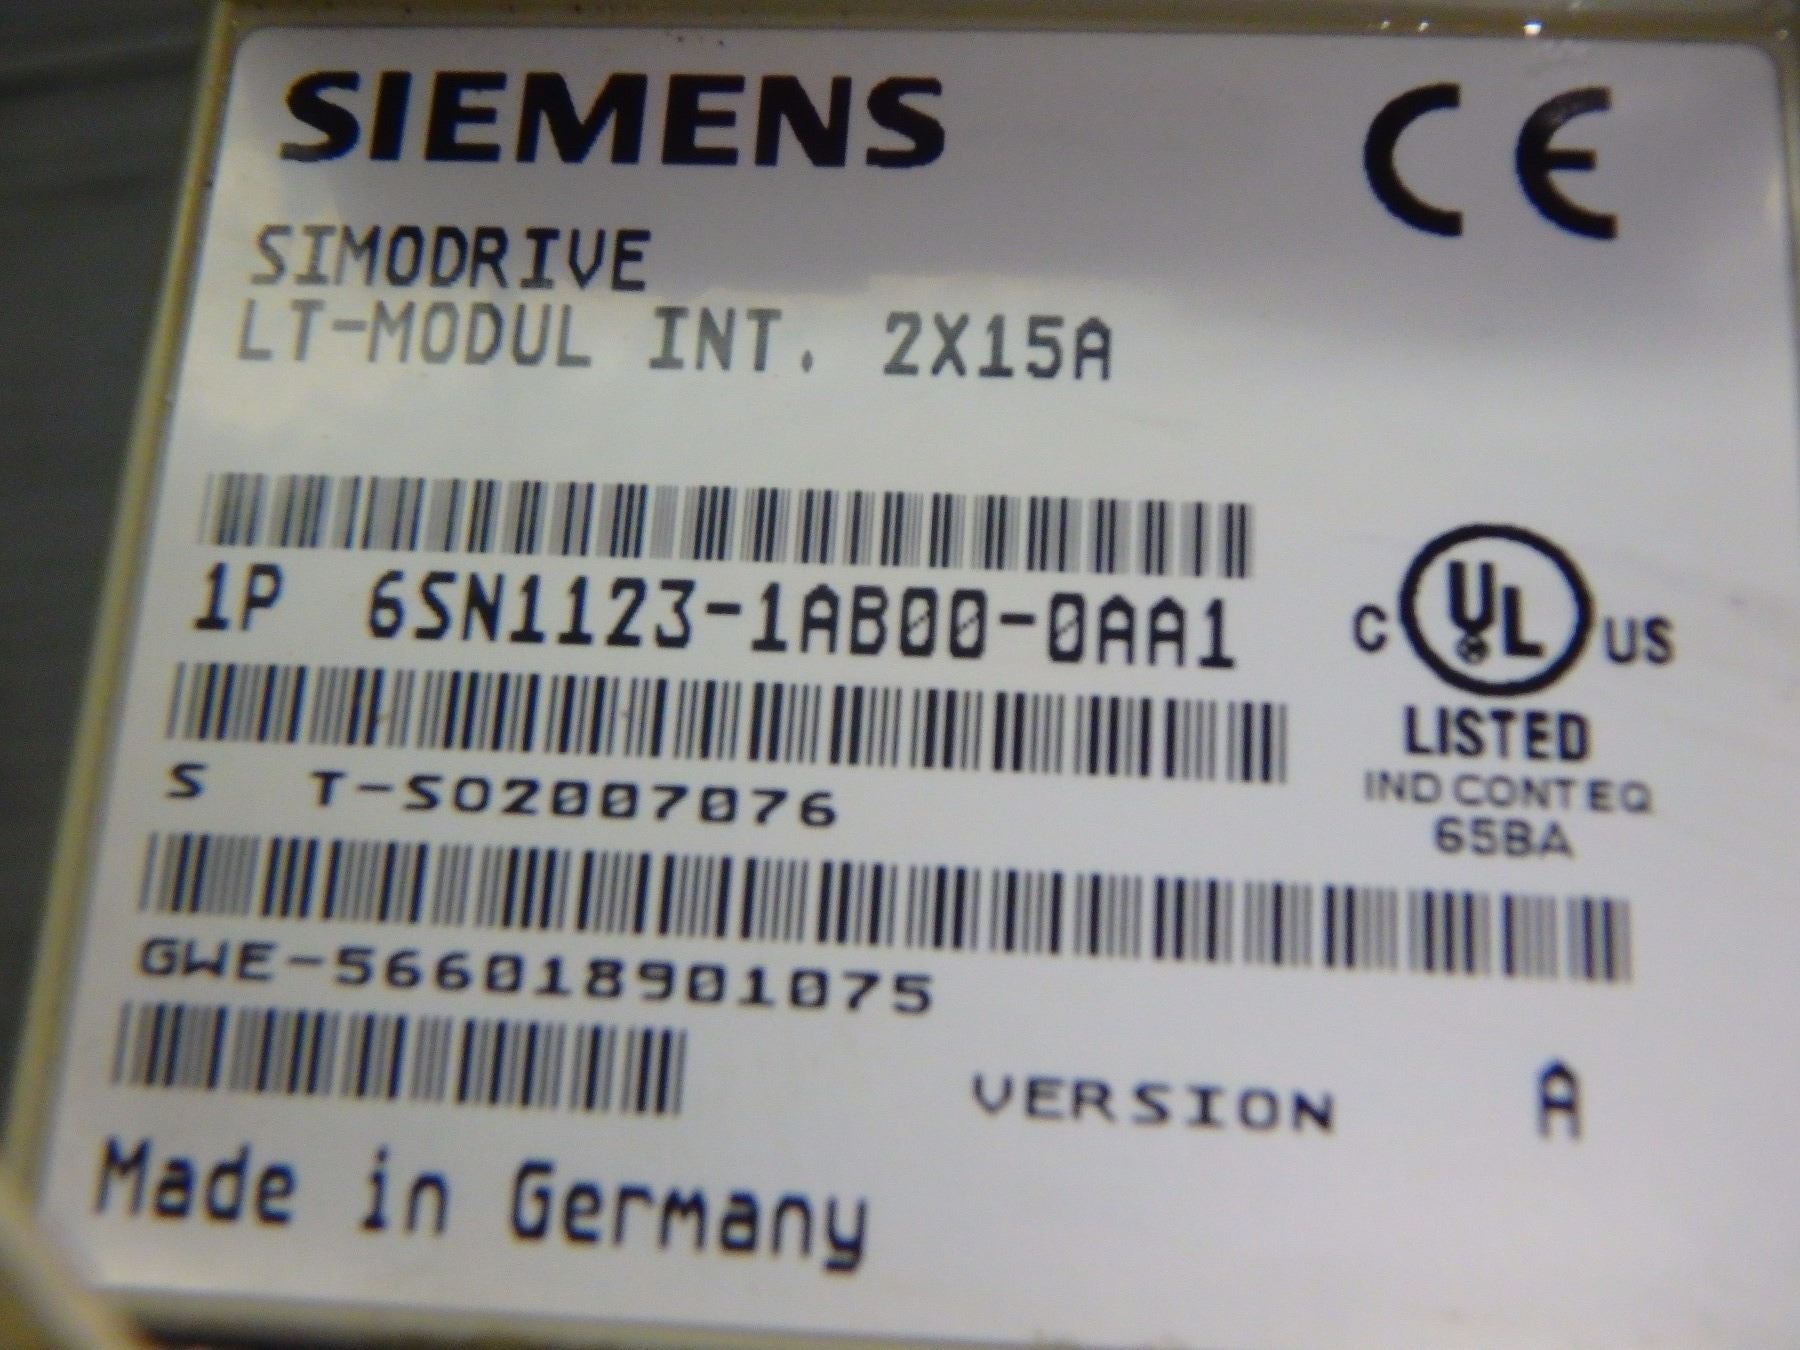 SIEMENS
CE
SIMODRIVE
LT-MODUL INT. 2X15A
1P 6SN1123-1AB00-0AA1
C UL US
LISTED
IND CONT EQ
65BA
S T-SO2007076
GWE-566018901075
VERSION A
Made in Germany